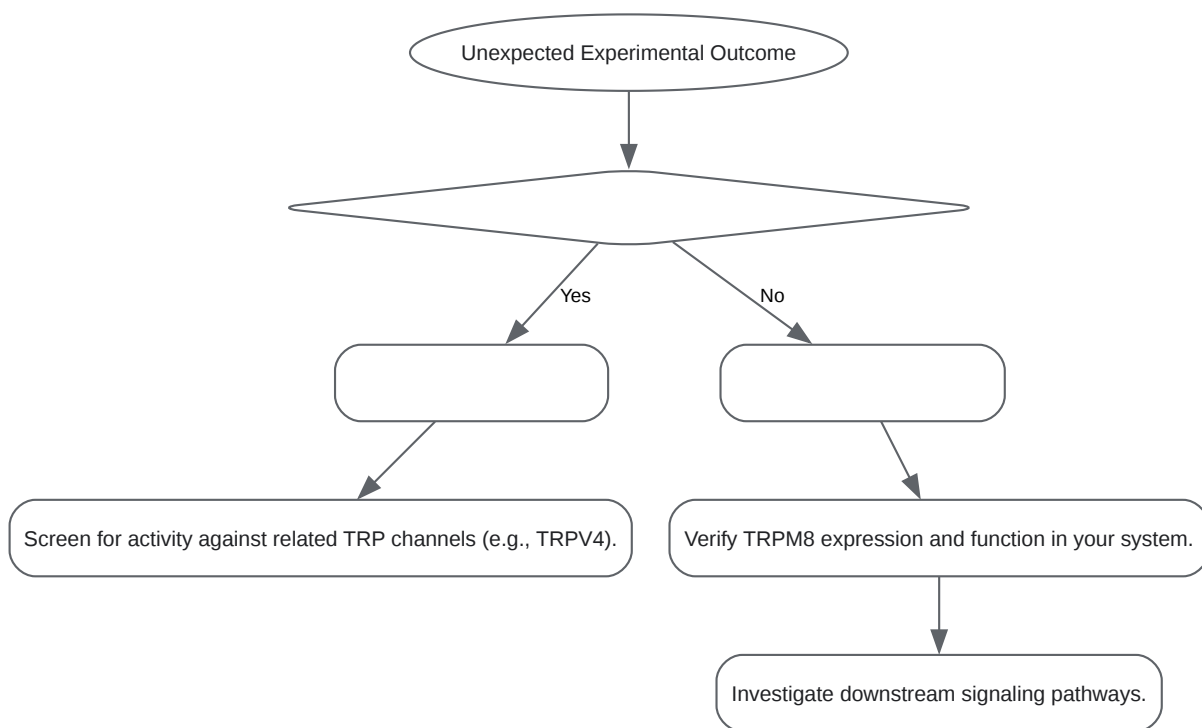 Unexpected Experimental Outcome
Yes
No
Screen for activity against related TRP channels (e.g., TRPV4).
Verify TRPM8 expression and function in your system.
Investigate downstream signaling pathways.